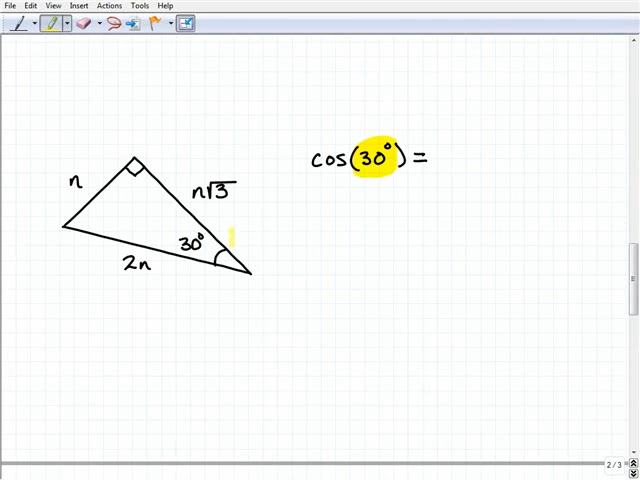 File Edit View Insert Actions Tools Help
cos(30°) =
n
n√3
30°
2n
2/3